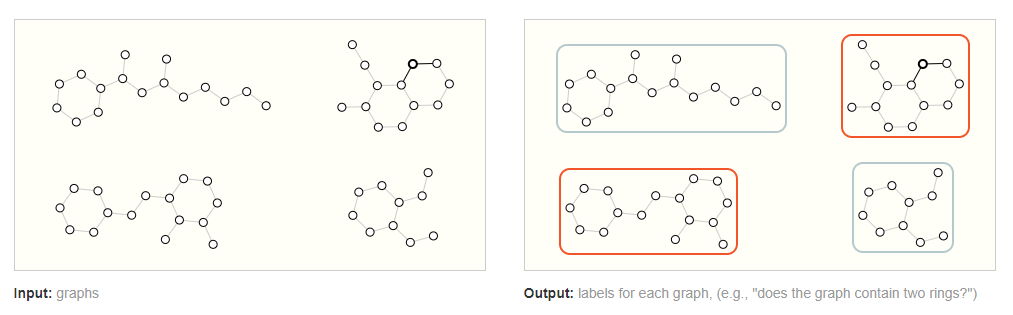 Input: graphs
Output: labels for each graph, (e.g., "does the graph contain two rings?")